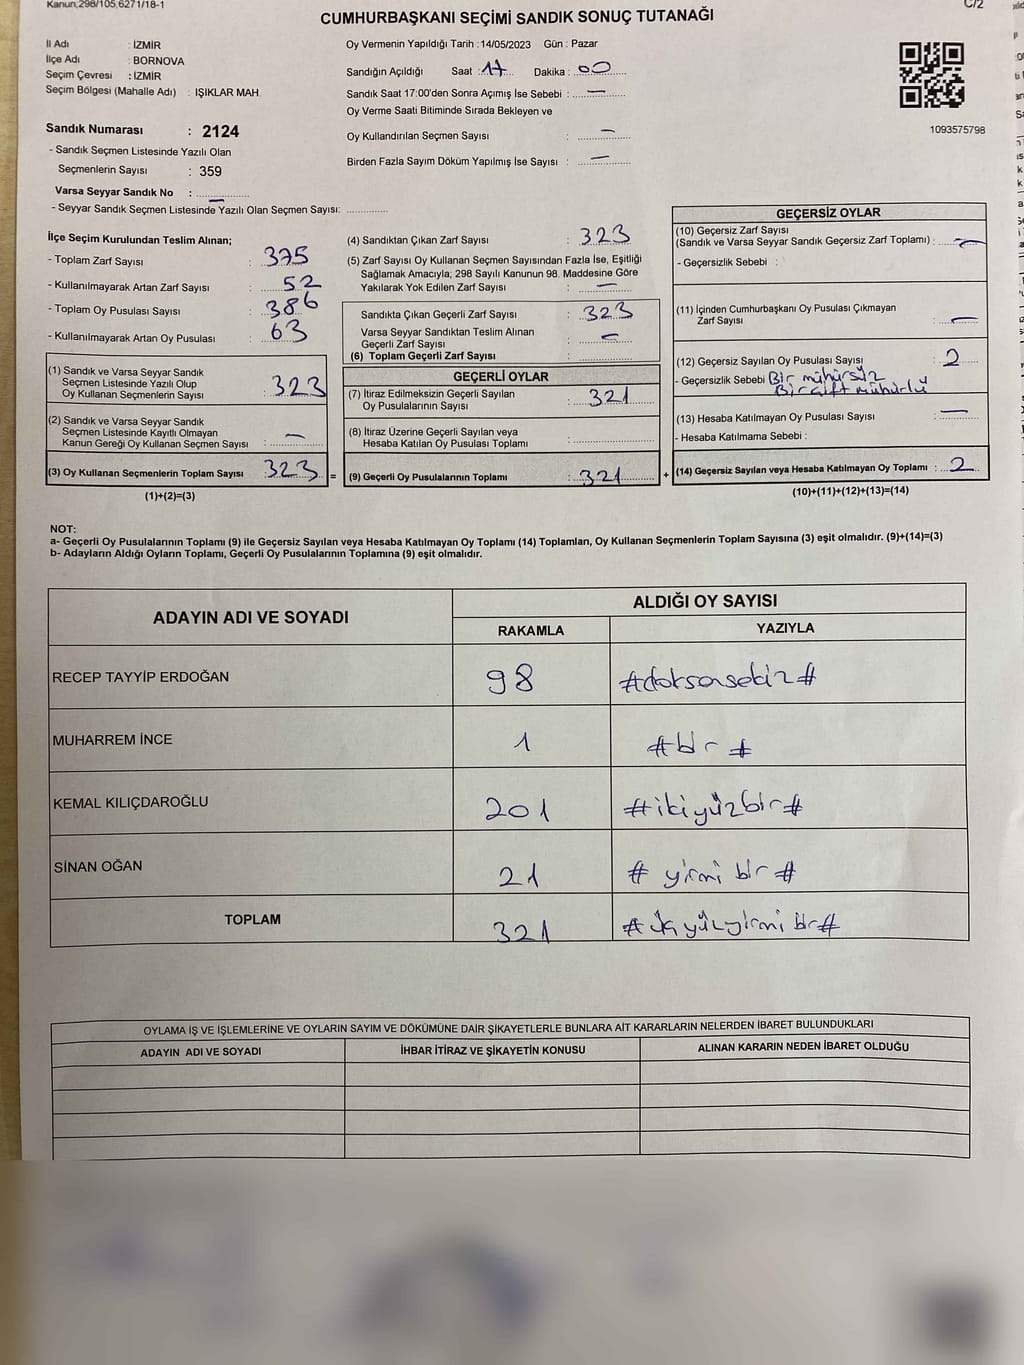 Kanun;298/105,6271/18-1
C/2
CUMHURBAŞKANI SEÇİMİ SANDIK SONUÇ TUTANAĞI
İl Adı : İZMİR
İlçe Adı : BORNOVA
Seçim Çevresi : İZMİR
Seçim Bölgesi (Mahalle Adı) : IŞIKLAR MAH.
Sandık Numarası : 2124
- Sandık Seçmen Listesinde Yazılı Olan
Seçmenlerin Sayısı : 359
Varsa Seyyar Sandık No : —
- Seyyar Sandık Seçmen Listesinde Yazılı Olan Seçmen Sayısı: ..............
Oy Vermenin Yapıldığı Tarih : 14/05/2023 Gün : Pazar
Sandığın Açıldığı Saat : 17 Dakika : 00
Sandık Saat 17:00'den Sonra Açımış İse Sebebi : —
Oy Verme Saati Bitiminde Sırada Bekleyen ve
Oy Kullandırılan Seçmen Sayısı : —
Birden Fazla Sayım Döküm Yapılmış İse Sayısı : —
1093575798
İlçe Seçim Kurulundan Teslim Alınan;
- Toplam Zarf Sayısı : 375
- Kullanılmayarak Artan Zarf Sayısı : 52
- Toplam Oy Pusulası Sayısı : 386
- Kullanılmayarak Artan Oy Pusulası : 63
(1) Sandık ve Varsa Seyyar Sandık
Seçmen Listesinde Yazılı Olup
Oy Kullanan Seçmenlerin Sayısı : 323
(2) Sandık ve Varsa Seyyar Sandık
Seçmen Listesinde Kayıtlı Olmayan
Kanun Gereği Oy Kullanan Seçmen Sayısı : —
(3) Oy Kullanan Seçmenlerin Toplam Sayısı : 323 =
(1)+(2)=(3)
(4) Sandıktan Çıkan Zarf Sayısı : 323
(5) Zarf Sayısı Oy Kullanan Seçmen Sayısından Fazla İse, Eşitliği
Sağlamak Amacıyla; 298 Sayılı Kanunun 98. Maddesine Göre
Yakılarak Yok Edilen Zarf Sayısı : —
Sandıkta Çıkan Geçerli Zarf Sayısı : 323
Varsa Seyyar Sandıktan Teslim Alınan
Geçerli Zarf Sayısı : —
(6) Toplam Geçerli Zarf Sayısı : ..............
GEÇERLİ OYLAR
(7) İtiraz Edilmeksizin Geçerli Sayılan
Oy Pusulalarının Sayısı : 321
(8) İtiraz Üzerine Geçerli Sayılan veya
Hesaba Katılan Oy Pusulası Toplamı : ..............
(9) Geçerli Oy Pusulalarının Toplamı : 321 +
GEÇERSİZ OYLAR
(10) Geçersiz Zarf Sayısı
(Sandık ve Varsa Seyyar Sandık Geçersiz Zarf Toplamı) : —
- Geçersizlik Sebebi :
(11) İçinden Cumhurbaşkanı Oy Pusulası Çıkmayan
Zarf Sayısı : —
(12) Geçersiz Sayılan Oy Pusulası Sayısı : 2
- Geçersizlik Sebebi Bir mühürsüz
Bir çift mühürlü
(13) Hesaba Katılmayan Oy Pusulası Sayısı : —
- Hesaba Katılmama Sebebi :
(14) Geçersiz Sayılan veya Hesaba Katılmayan Oy Toplamı : 2
(10)+(11)+(12)+(13)=(14)
NOT:
a- Geçerli Oy Pusulalarının Toplamı (9) ile Geçersiz Sayılan veya Hesaba Katılmayan Oy Toplamı (14) Toplamları, Oy Kullanan Seçmenlerin Toplam Sayısına (3) eşit olmalıdır. (9)+(14)=(3)
b- Adayların Aldığı Oyların Toplamı, Geçerli Oy Pusulalarının Toplamına (9) eşit olmalıdır.
ADAYIN ADI VE SOYADI
ALDIĞI OY SAYISI
RAKAMLA YAZIYLA
RECEP TAYYİP ERDOĞAN 98 #doksansekiz#
MUHARREM İNCE 1 #bir#
KEMAL KILIÇDAROĞLU 201 #ikiyüzbir#
SİNAN OĞAN 21 # yirmi bir #
TOPLAM 321 #üçyüzyirmi bir#
OYLAMA İŞ VE İŞLEMLERİNE VE OYLARIN SAYIM VE DÖKÜMÜNE DAİR ŞİKAYETLERLE BUNLARA AİT KARARLARIN NELERDEN İBARET BULUNDUKLARI
ADAYIN ADI VE SOYADI İHBAR İTİRAZ VE ŞİKAYETİN KONUSU ALINAN KARARIN NEDEN İBARET OLDUĞU